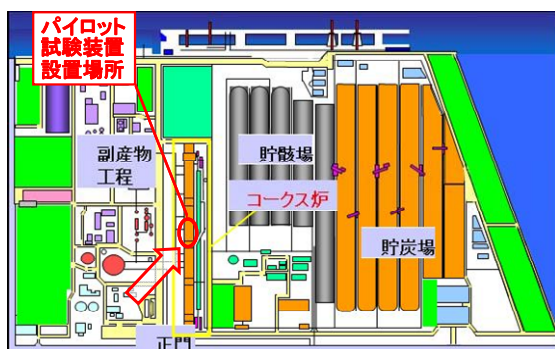 パイロット
試験装置
設置場所
副産物
工程
貯骸場
コークス炉
貯炭場
正門